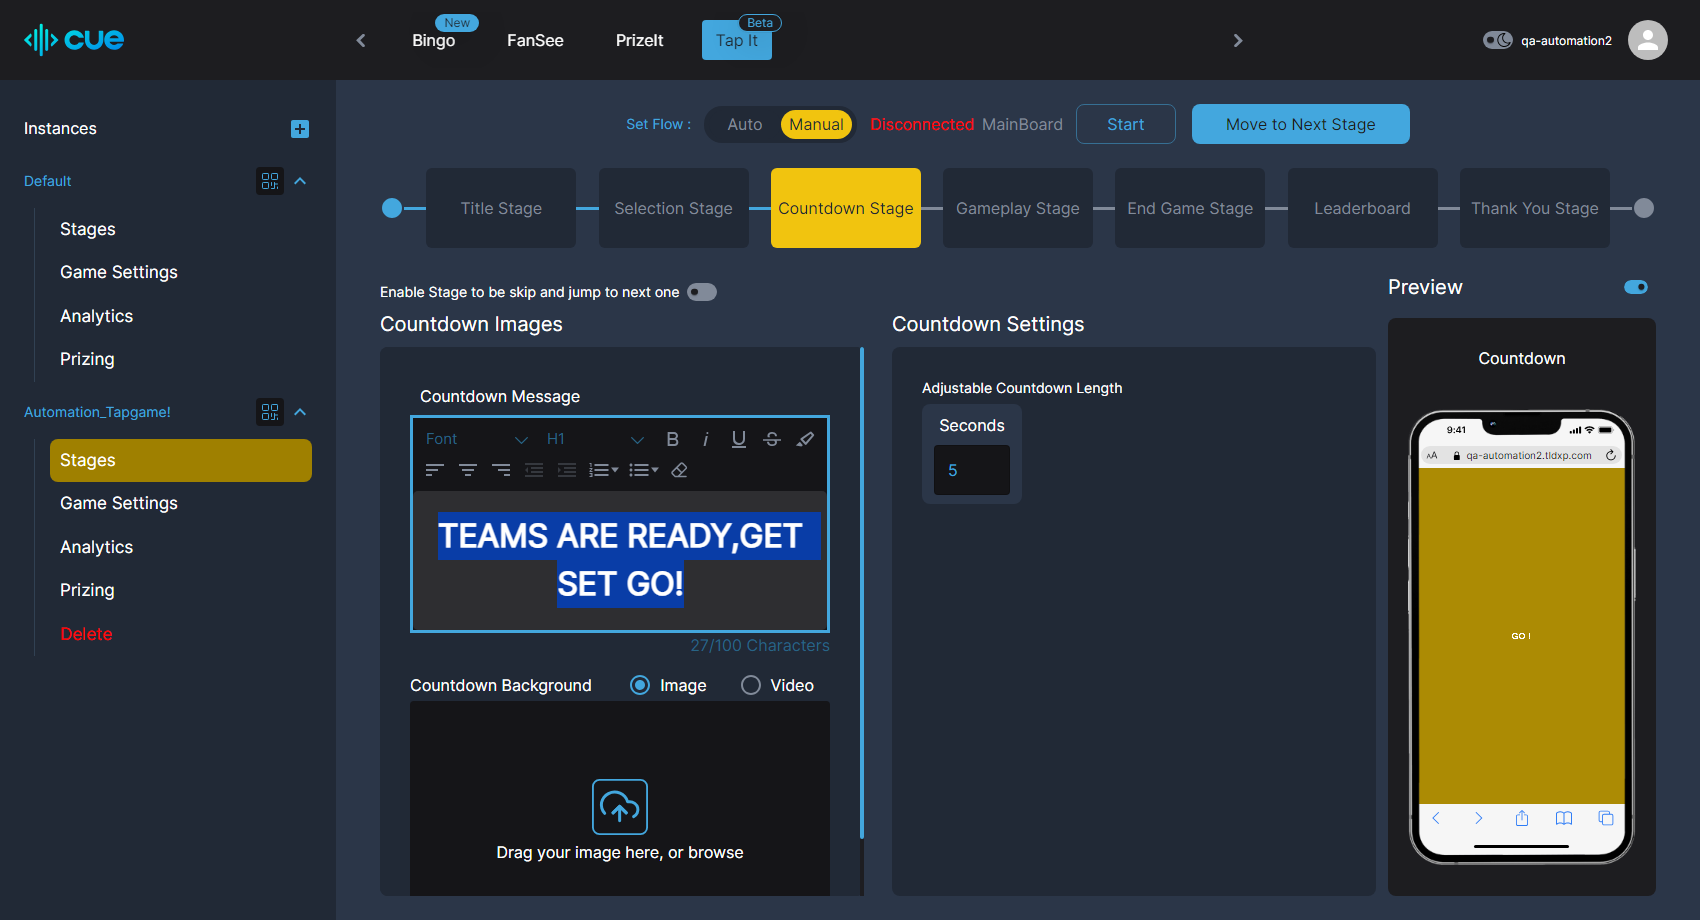 cue
Bingo
New
FanSee
PrizeIt
Tap It
Beta
qa-automation2
Instances
Default
Stages
Game Settings
Analytics
Prizing
Automation_Tapgame!
Stages
Game Settings
Analytics
Prizing
Delete
Set Flow :
Auto
Manual
Disconnected MainBoard
Start
Move to Next Stage
Title Stage
Selection Stage
Countdown Stage
Gameplay Stage
End Game Stage
Leaderboard
Thank You Stage
Enable Stage to be skip and jump to next one
Countdown Images
Countdown Message
Font
H1
B
i
U
S
TEAMS ARE READY,GET
SET GO!
27/100 Characters
Countdown Background
Image
Video
Drag your image here, or browse
Countdown Settings
Adjustable Countdown Length
Seconds
5
Preview
Countdown
9:41
AA
qa-automation2.tldxp.com
GO !